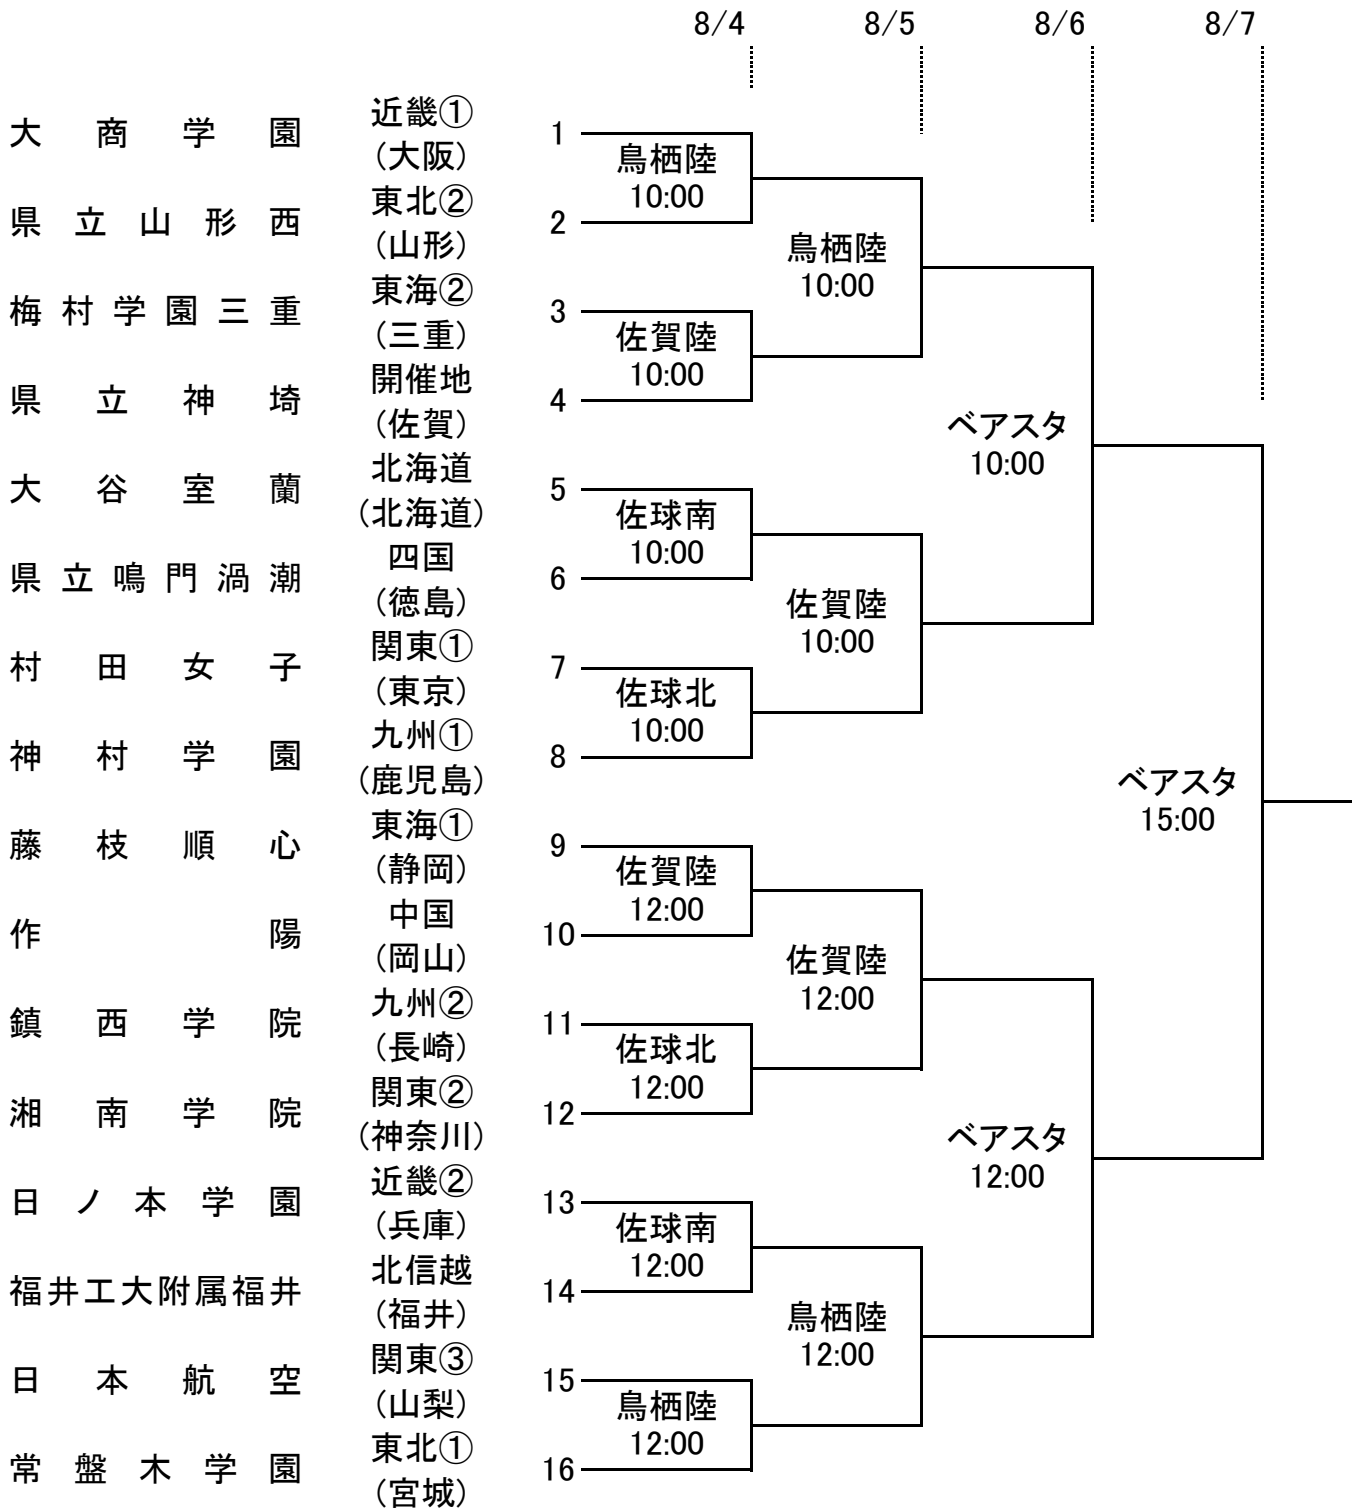 8/4 8/5 8/6 8/7
大商学園 近畿① (大阪) 1
鳥栖陸
10:00
県立山形西 東北② (山形) 2
鳥栖陸
10:00
梅村学園三重 東海② (三重) 3
佐賀陸
10:00
県立神埼 開催地 (佐賀) 4
ベアスタ
10:00
大谷室蘭 北海道 (北海道) 5
佐球南
10:00
県立鳴門渦潮 四国 (徳島) 6
佐賀陸
10:00
村田女子 関東① (東京) 7
佐球北
10:00
神村学園 九州① (鹿児島) 8
ベアスタ
15:00
藤枝順心 東海① (静岡) 9
佐賀陸
12:00
作陽 中国 (岡山) 10
佐賀陸
12:00
鎮西学院 九州② (長崎) 11
佐球北
12:00
湘南学院 関東② (神奈川) 12
ベアスタ
12:00
日ノ本学園 近畿② (兵庫) 13
佐球南
12:00
福井工大附属福井 北信越 (福井) 14
鳥栖陸
12:00
日本航空 関東③ (山梨) 15
鳥栖陸
12:00
常盤木学園 東北① (宮城) 16